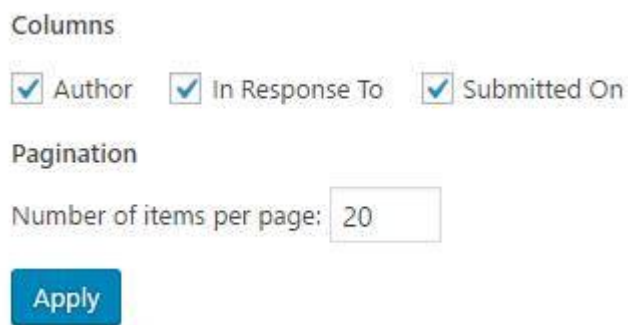 Columns
Author In Response To Submitted On
Pagination
Number of items per page: 20
Apply